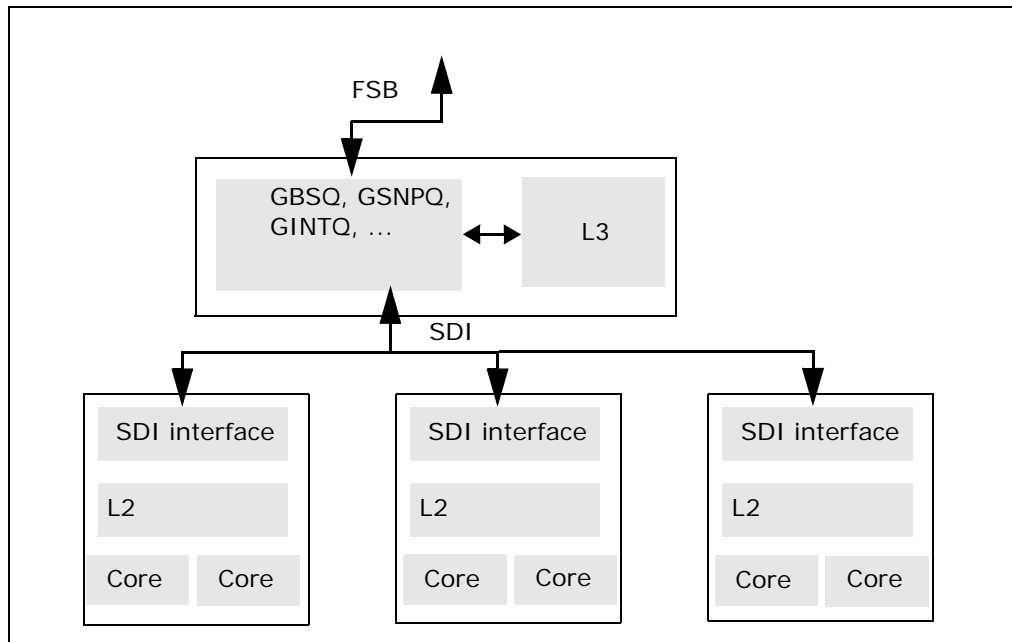 FSB
GBSQ, GSNPQ,
GINTQ, ...
L3
SDI
SDI interface
SDI interface
SDI interface
L2
L2
L2
Core
Core
Core
Core
Core
Core